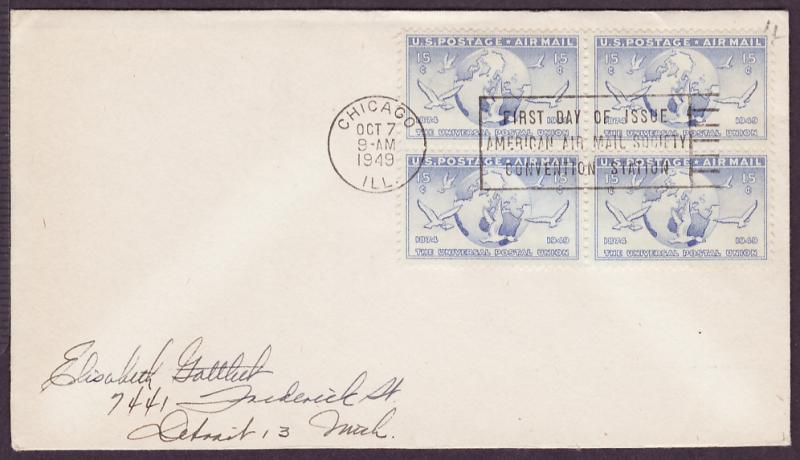 U.S. POSTAGE ★ AIR MAIL
15¢
1874 1949
THE UNIVERSAL POSTAL UNION
U.S. POSTAGE ★ AIR MAIL
15¢ 15¢
1949
THE UNIVERSAL POSTAL UNION
U.S. POSTAGE ★ AIR MAIL
15¢ 15¢
1874 1949
THE UNIVERSAL POSTAL UNION
U.S. POSTAGE ★ AIR MAIL
15¢ 15¢
1874 1949
THE UNIVERSAL POSTAL UNION
CHICAGO
OCT 7
9-AM
1949
ILL.
FIRST DAY OF ISSUE
AMERICAN AIR MAIL SOCIETY
CONVENTION STATION
Elisabeth Gottlieb
7441 Frederick St.
Detroit 13 Mich.